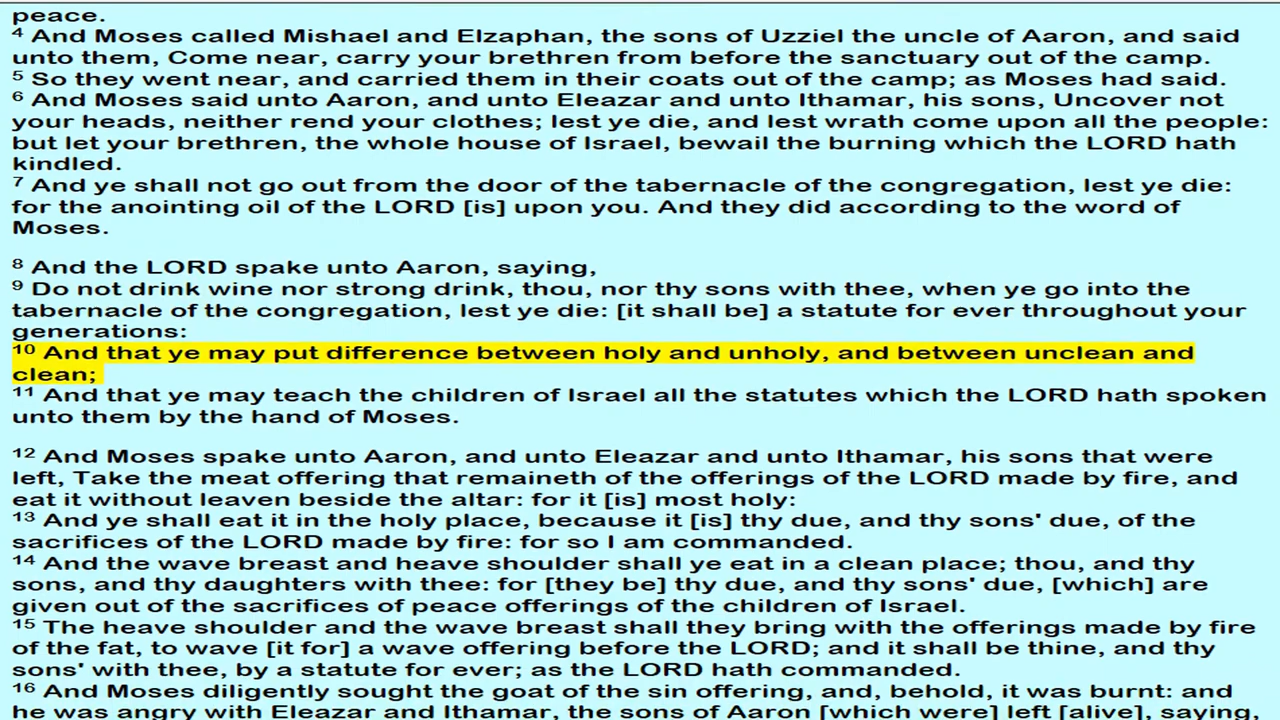 peace.
4 And Moses called Mishael and Elzaphan, the sons of Uzziel the uncle of Aaron, and said
unto them, Come near, carry your brethren from before the sanctuary out of the camp.
5 So they went near, and carried them in their coats out of the camp; as Moses had said.
6 And Moses said unto Aaron, and unto Eleazar and unto Ithamar, his sons, Uncover not
your heads, neither rend your clothes; lest ye die, and lest wrath come upon all the people:
but let your brethren, the whole house of Israel, bewail the burning which the LORD hath
kindled.
7 And ye shall not go out from the door of the tabernacle of the congregation, lest ye die:
for the anointing oil of the LORD [is] upon you. And they did according to the word of
Moses.
8 And the LORD spake unto Aaron, saying,
9 Do not drink wine nor strong drink, thou, nor thy sons with thee, when ye go into the
tabernacle of the congregation, lest ye die: [it shall be] a statute for ever throughout your
generations:
10 And that ye may put difference between holy and unholy, and between unclean and
clean;
11 And that ye may teach the children of Israel all the statutes which the LORD hath spoken
unto them by the hand of Moses.
12 And Moses spake unto Aaron, and unto Eleazar and unto Ithamar, his sons that were
left, Take the meat offering that remaineth of the offerings of the LORD made by fire, and
eat it without leaven beside the altar: for it [is] most holy:
13 And ye shall eat it in the holy place, because it [is] thy due, and thy sons' due, of the
sacrifices of the LORD made by fire: for so I am commanded.
14 And the wave breast and heave shoulder shall ye eat in a clean place; thou, and thy
sons, and thy daughters with thee: for [they be] thy due, and thy sons' due, [which] are
given out of the sacrifices of peace offerings of the children of Israel.
15 The heave shoulder and the wave breast shall they bring with the offerings made by fire
of the fat, to wave [it for] a wave offering before the LORD; and it shall be thine, and thy
sons' with thee, by a statute for ever; as the LORD hath commanded.
16 And Moses diligently sought the goat of the sin offering, and, behold, it was burnt: and
he was angry with Eleazar and Ithamar, the sons of Aaron [which were] left [alive], saying,